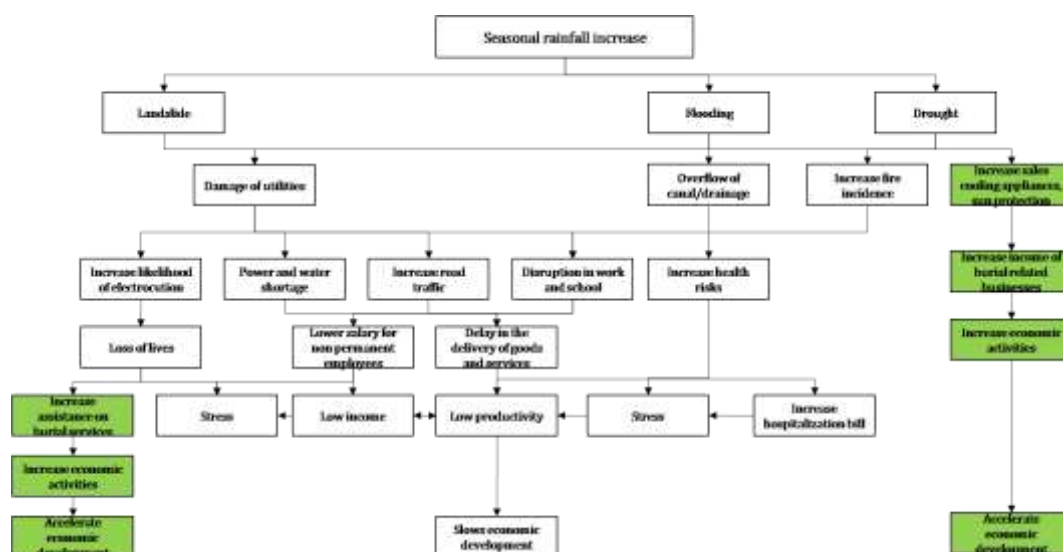 Seasonal rainfall increase
Landslide
Flooding
Drought
Damage of utilities
Overflow of
canal/drainage
Increase fire
incidence
Increase sales
cooling appliances,
sun protection
Increase likelihood
of electrocution
Power and water
shortage
Increase road
traffic
Disruption in work
and school
Increase health
risks
Increase income of
burial related
businesses
Loss of lives
Lower salary for
non permanent
employees
Delay in the
delivery of goods
and services
Increase economic
activities
Increase
assistance on
burial services
Stress
Low income
Low productivity
Stress
Increase
hospitalization bill
Increase economic
activities
Accelerate
economic
development
Slows economic
development
Accelerate
economic
development